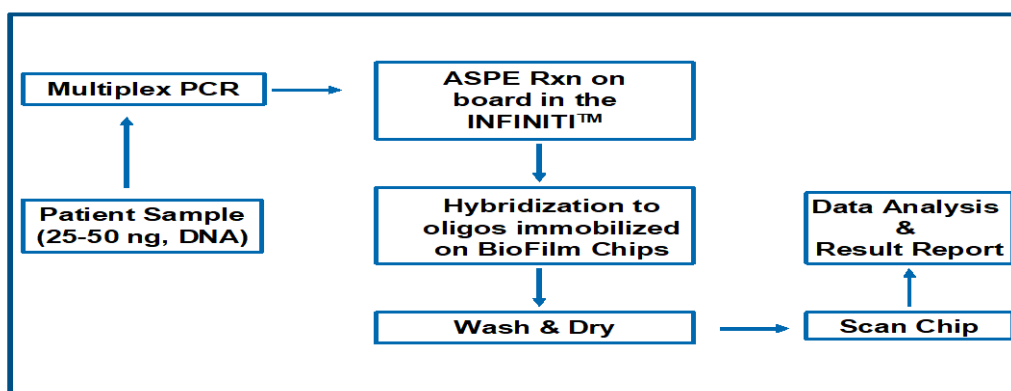 Patient Sample
(25-50 ng, DNA)
Multiplex PCR
ASPE Rxn on
board in the
INFINITI™
Hybridization to
oligos immobilized
on BioFilm Chips
Wash & Dry
Scan Chip
Data Analysis
&
Result Report